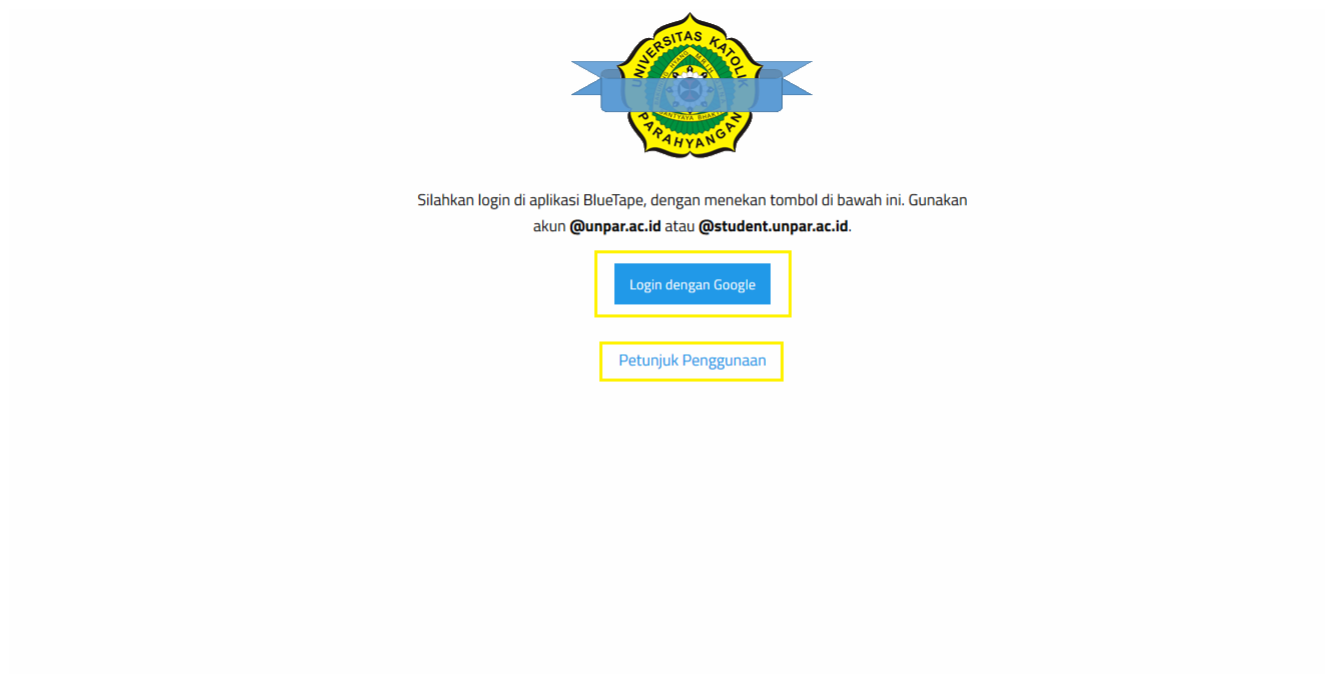 UNIVERSITAS KATOLIK
PARAHYANGAN
Silahkan login di aplikasi BlueTape, dengan menekan tombol di bawah ini. Gunakan
akun @unpar.ac.id atau @student.unpar.ac.id.
Login dengan Google
Petunjuk Penggunaan